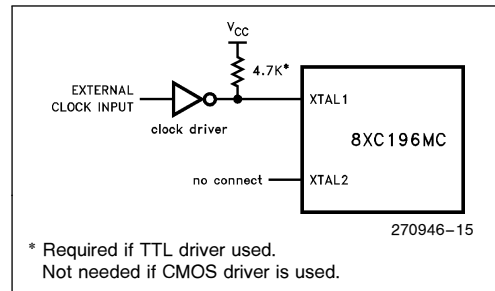 VCC
4.7K*
EXTERNAL
CLOCK INPUT
clock driver
XTAL1
8XC196MC
no connect
XTAL2
270946-15
* Required if TTL driver used.
Not needed if CMOS driver is used.